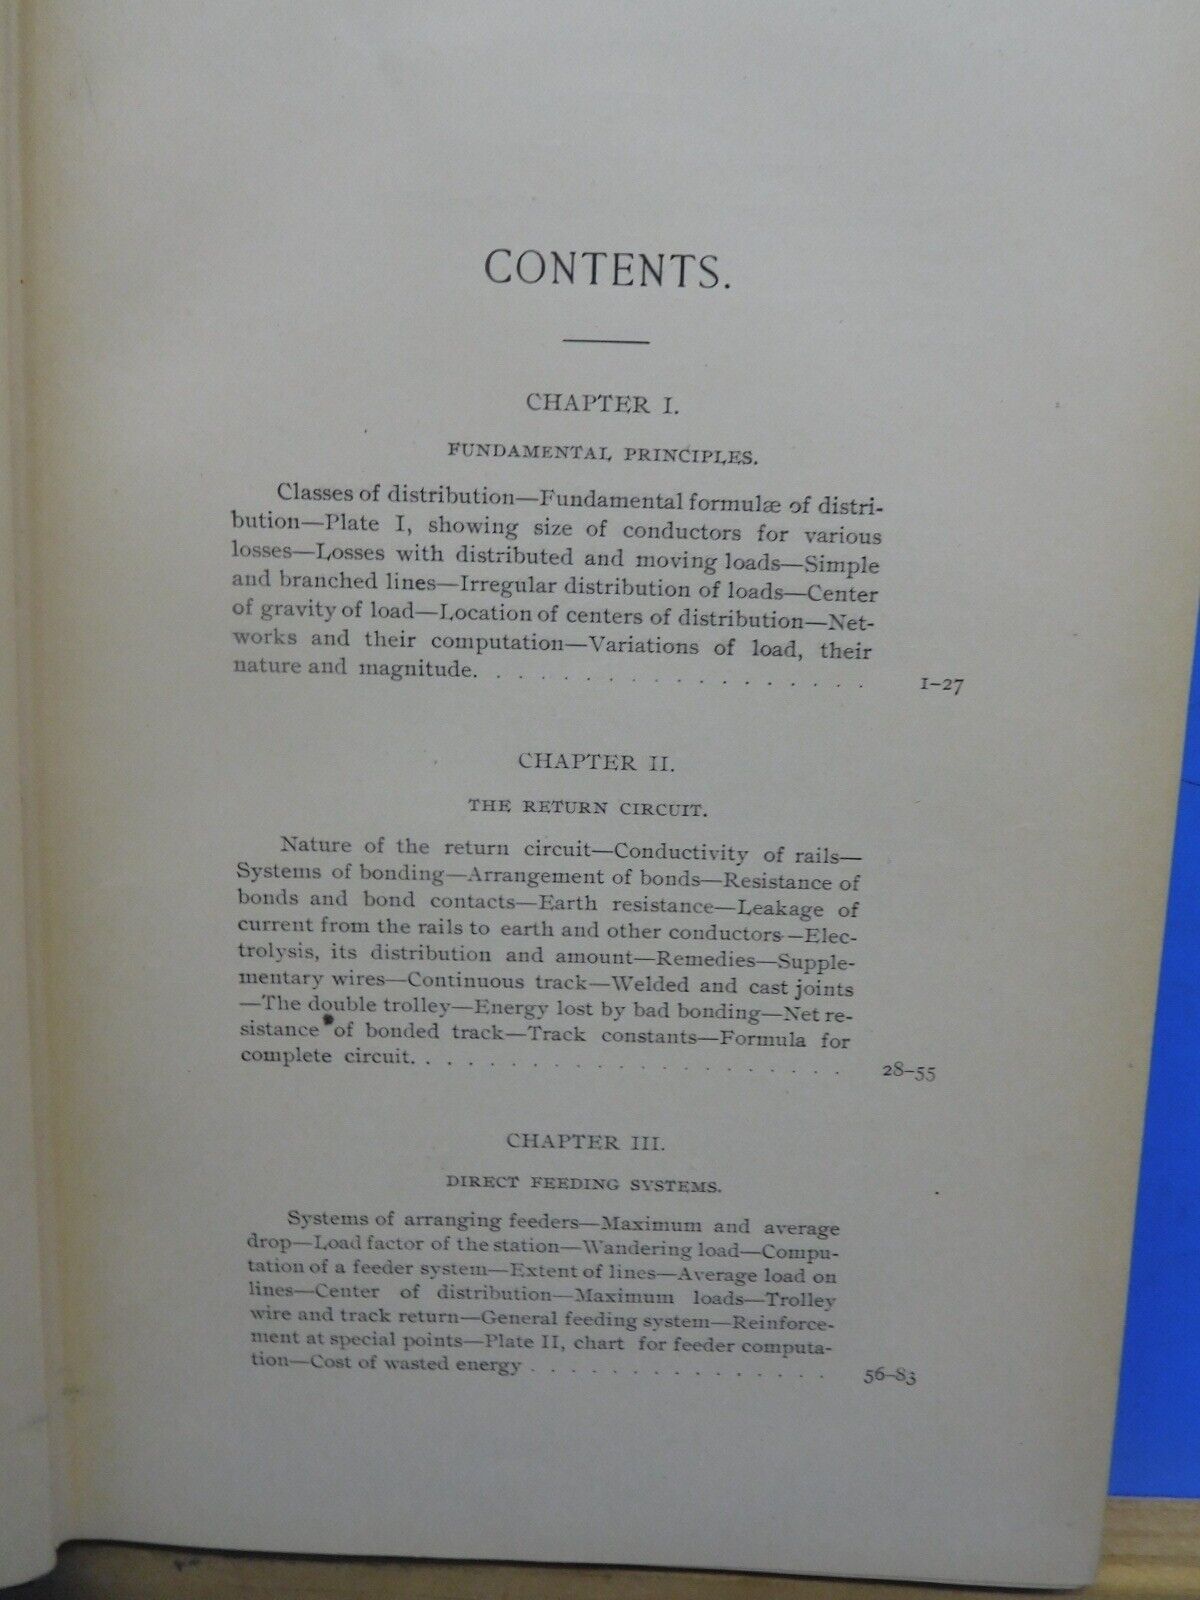 CONTENTS.
CHAPTER I.
FUNDAMENTAL PRINCIPLES.
Classes of distribution—Fundamental formulæ of distri-
bution—Plate I, showing size of conductors for various
losses—Losses with distributed and moving loads—Simple
and branched lines—Irregular distribution of loads—Center
of gravity of load—Location of centers of distribution—Net-
works and their computation—Variations of load, their
nature and magnitude. . . . . . . . . . . . . . . . . . 1-27
CHAPTER II.
THE RETURN CIRCUIT.
Nature of the return circuit—Conductivity of rails—
Systems of bonding—Arrangement of bonds—Resistance of
bonds and bond contacts—Earth resistance—Leakage of
current from the rails to earth and other conductors—Elec-
trolysis, its distribution and amount—Remedies—Supple-
mentary wires—Continuous track—Welded and cast joints
—The double trolley—Energy lost by bad bonding—Net re-
sistance of bonded track—Track constants—Formula for
complete circuit. . . . . . . . . . . . . . . . . . . . 28-55
CHAPTER III.
DIRECT FEEDING SYSTEMS.
Systems of arranging feeders—Maximum and average
drop—Load factor of the station—Wandering load—Compu-
tation of a feeder system—Extent of lines—Average load on
lines—Center of distribution—Maximum loads—Trolley
wire and track return—General feeding system—Reinforce-
ment at special points—Plate II, chart for feeder computa-
tion—Cost of wasted energy . . . . . . . . . . . . . . 56-83